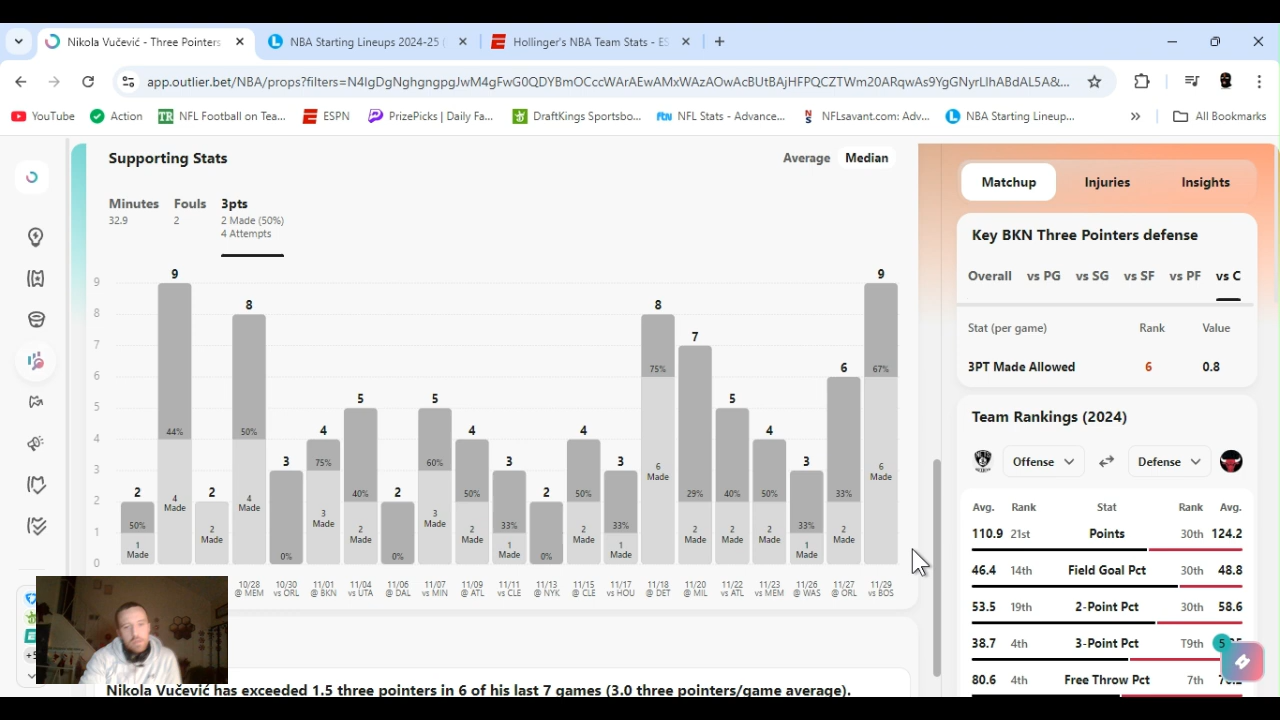 Nikola Vučević - Three Pointers
NBA Starting Lineups 2024-25
Hollinger's NBA Team Stats - ES
app.outlier.bet/NBA/props?filters=
YouTube Action NFL Football on Tea... ESPN PrizePicks | Daily Fa... DraftKings Sportsbo... NFL Stats - Advance... NFLsavant.com: Adv... NBA Starting Lineup... » All Bookmarks
Supporting Stats
Average Median
Minutes Fouls 3pts
32.9 2 2 Made (50%)
4 Attempts
9
8
7
6
5
4
3
2
1
0
2 9 2 8 3 4 5 2 5 4 3 2 4 3 8 7 5 4 3 6 9
50% 44% 50% 0% 75% 40% 0% 60% 50% 33% 0% 50% 33% 75% 29% 40% 50% 33% 33% 67%
1 Made 4 Made 2 Made 4 Made 3 Made 2 Made 3 Made 2 Made 1 Made 2 Made 1 Made 6 Made 2 Made 2 Made 2 Made 1 Made 2 Made 6 Made
10/28 10/30 11/01 11/04 11/06 11/07 11/09 11/11 11/13 11/15 11/17 11/18 11/20 11/22 11/23 11/26 11/27 11/29
@ MEM vs ORL @ BKN vs UTA @ DAL vs MIN @ ATL vs CLE @ NYK @ CLE vs HOU @ DET @ MIL vs ATL vs MEM @ WAS @ ORL vs BOS
Nikola Vučević has exceeded 1.5 three pointers in 6 of his last 7 games (3.0 three pointers/game average).
Matchup Injuries Insights
Key BKN Three Pointers defense
Overall vs PG vs SG vs SF vs PF vs C
Stat (per game) Rank Value
3PT Made Allowed 6 0.8
Team Rankings (2024)
Offense Defense
Avg. Rank Stat Rank Avg.
110.9 21st Points 30th 124.2
46.4 14th Field Goal Pct 30th 48.8
53.5 19th 2-Point Pct 30th 58.6
38.7 4th 3-Point Pct T9th
80.6 4th Free Throw Pct 7th